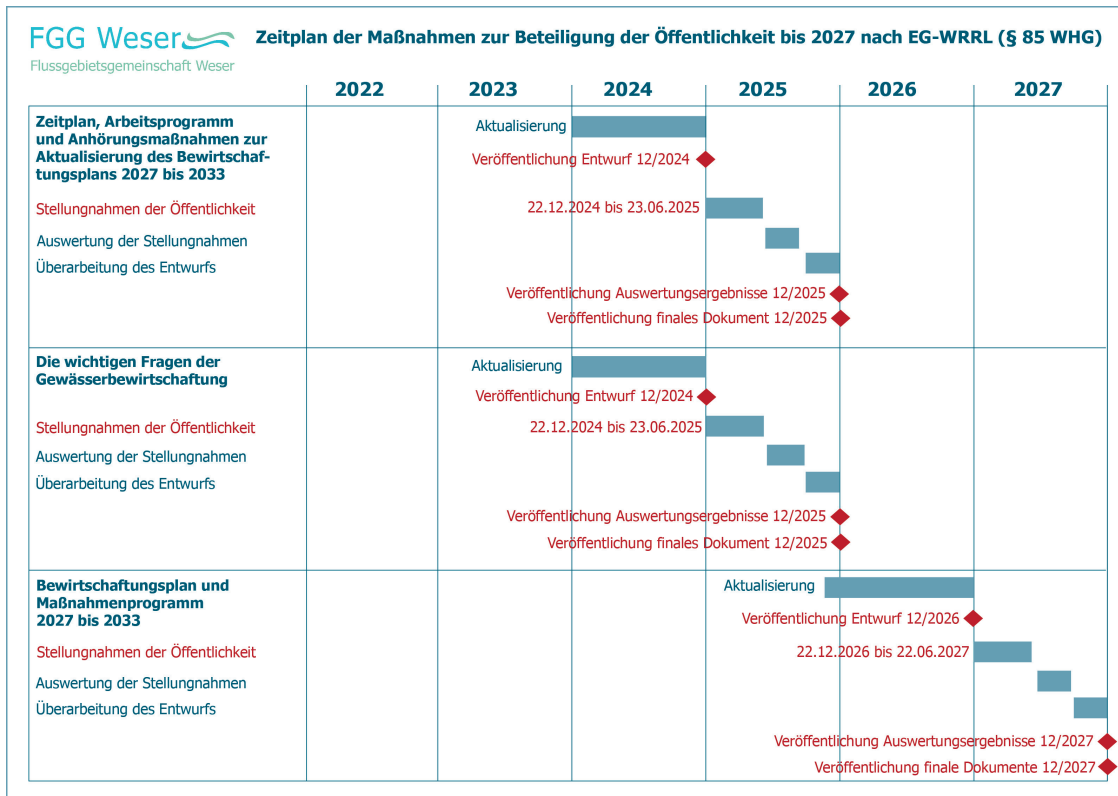 FGG Weser
Flussgebietsgemeinschaft Weser
Zeitplan der Maßnahmen zur Beteiligung der Öffentlichkeit bis 2027 nach EG-WRRL (§ 85 WHG)
2022 2023 2024 2025 2026 2027
Zeitplan, Arbeitsprogramm
und Anhörungsmaßnahmen zur
Aktualisierung des Bewirtschaf-
tungsplans 2027 bis 2033
Aktualisierung
Veröffentlichung Entwurf 12/2024
Stellungnahmen der Öffentlichkeit
22.12.2024 bis 23.06.2025
Auswertung der Stellungnahmen
Überarbeitung des Entwurfs
Veröffentlichung Auswertungsergebnisse 12/2025
Veröffentlichung finales Dokument 12/2025
Die wichtigen Fragen der
Gewässerbewirtschaftung
Aktualisierung
Veröffentlichung Entwurf 12/2024
Stellungnahmen der Öffentlichkeit
22.12.2024 bis 23.06.2025
Auswertung der Stellungnahmen
Überarbeitung des Entwurfs
Veröffentlichung Auswertungsergebnisse 12/2025
Veröffentlichung finales Dokument 12/2025
Bewirtschaftungsplan und
Maßnahmenprogramm
2027 bis 2033
Aktualisierung
Veröffentlichung Entwurf 12/2026
Stellungnahmen der Öffentlichkeit
22.12.2026 bis 22.06.2027
Auswertung der Stellungnahmen
Überarbeitung des Entwurfs
Veröffentlichung Auswertungsergebnisse 12/2027
Veröffentlichung finale Dokumente 12/2027